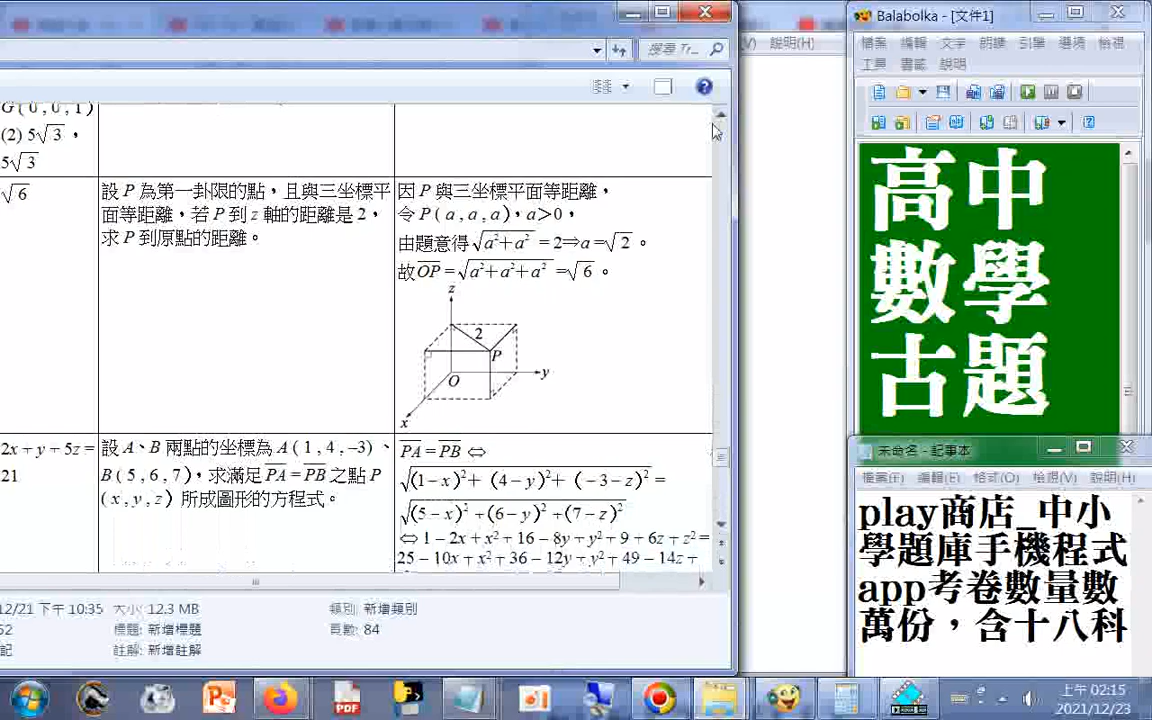 Balabolka - [文件1]
說明(H)
檔案 編輯 文字 朗讀 引擎 選項 檢視
工具 書籤 說明
搜尋 Tr...
G(0,0,1)
(2) 5√3，
5√3
√6
設 P 為第一卦限的點，且與三坐標平
面等距離，若 P 到 z 軸的距離是 2，
求 P 到原點的距離。
因 P 與三坐標平面等距離，
令 P(a,a,a)，a＞0，
由題意得√a²+a² = 2⇒a =√2。
故OP =√a²+a²+a² =√6。
z
2
P
O
y
x
2x + y + 5z =
21
設 A、B 兩點的坐標為 A(1,4,−3)、
B(5,6,7)，求滿足 PA = PB 之點 P
(x,y,z) 所成圖形的方程式。
PA = PB ⇔
√(1−x)²+(4−y)²+(−3−z)² =
√(5−x)²+(6−y)²+(7−z)²
⇔ 1 − 2x + x² + 16 − 8y + y² + 9 + 6z + z² =
25 − 10x + x² + 36 − 12y + y² + 49 − 14z +
高中
數學
古題
未命名 - 記事本
檔案(F) 編輯(E) 格式(O) 檢視(V) 說明(H)
play商店_中小
學題庫手機程式
app考卷數量數
萬份，含十八科
12/21 下午 10:35 大小: 12.3 MB 類別: 新增類別
標題: 新增標題 頁數: 84
註解: 新增註解
上午 02:15
2021/12/23